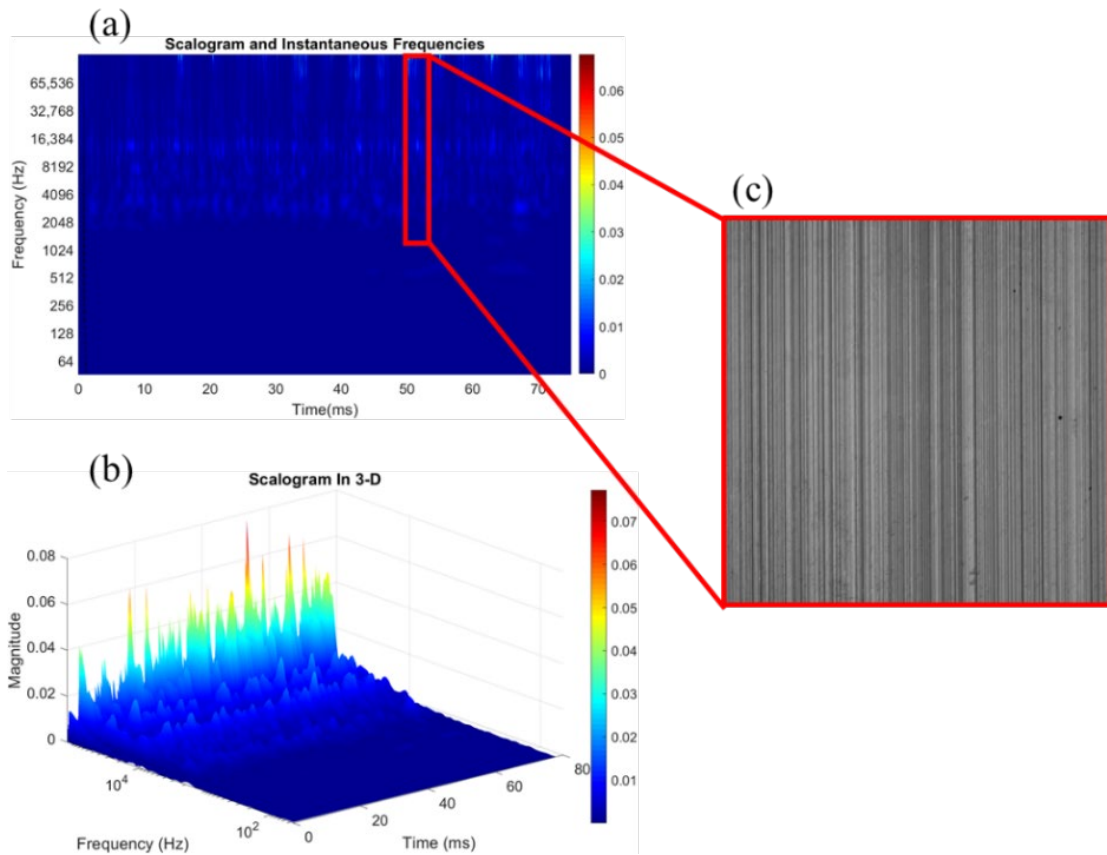 (a)
Scalogram and Instantaneous Frequencies
65,536
32,768
16,384
8192
4096
2048
1024
512
256
128
64
Frequency (Hz)
0 10 20 30 40 50 60 70
Time(ms)
0.06
0.05
0.04
0.03
0.02
0.01
0
(b)
Scalogram In 3-D
0.08
0.06
0.04
0.02
0
Magnitude
10^4
10^2
Frequency (Hz)
0 20 40 60 80
Time (ms)
0.07
0.06
0.05
0.04
0.03
0.02
0.01
(c)